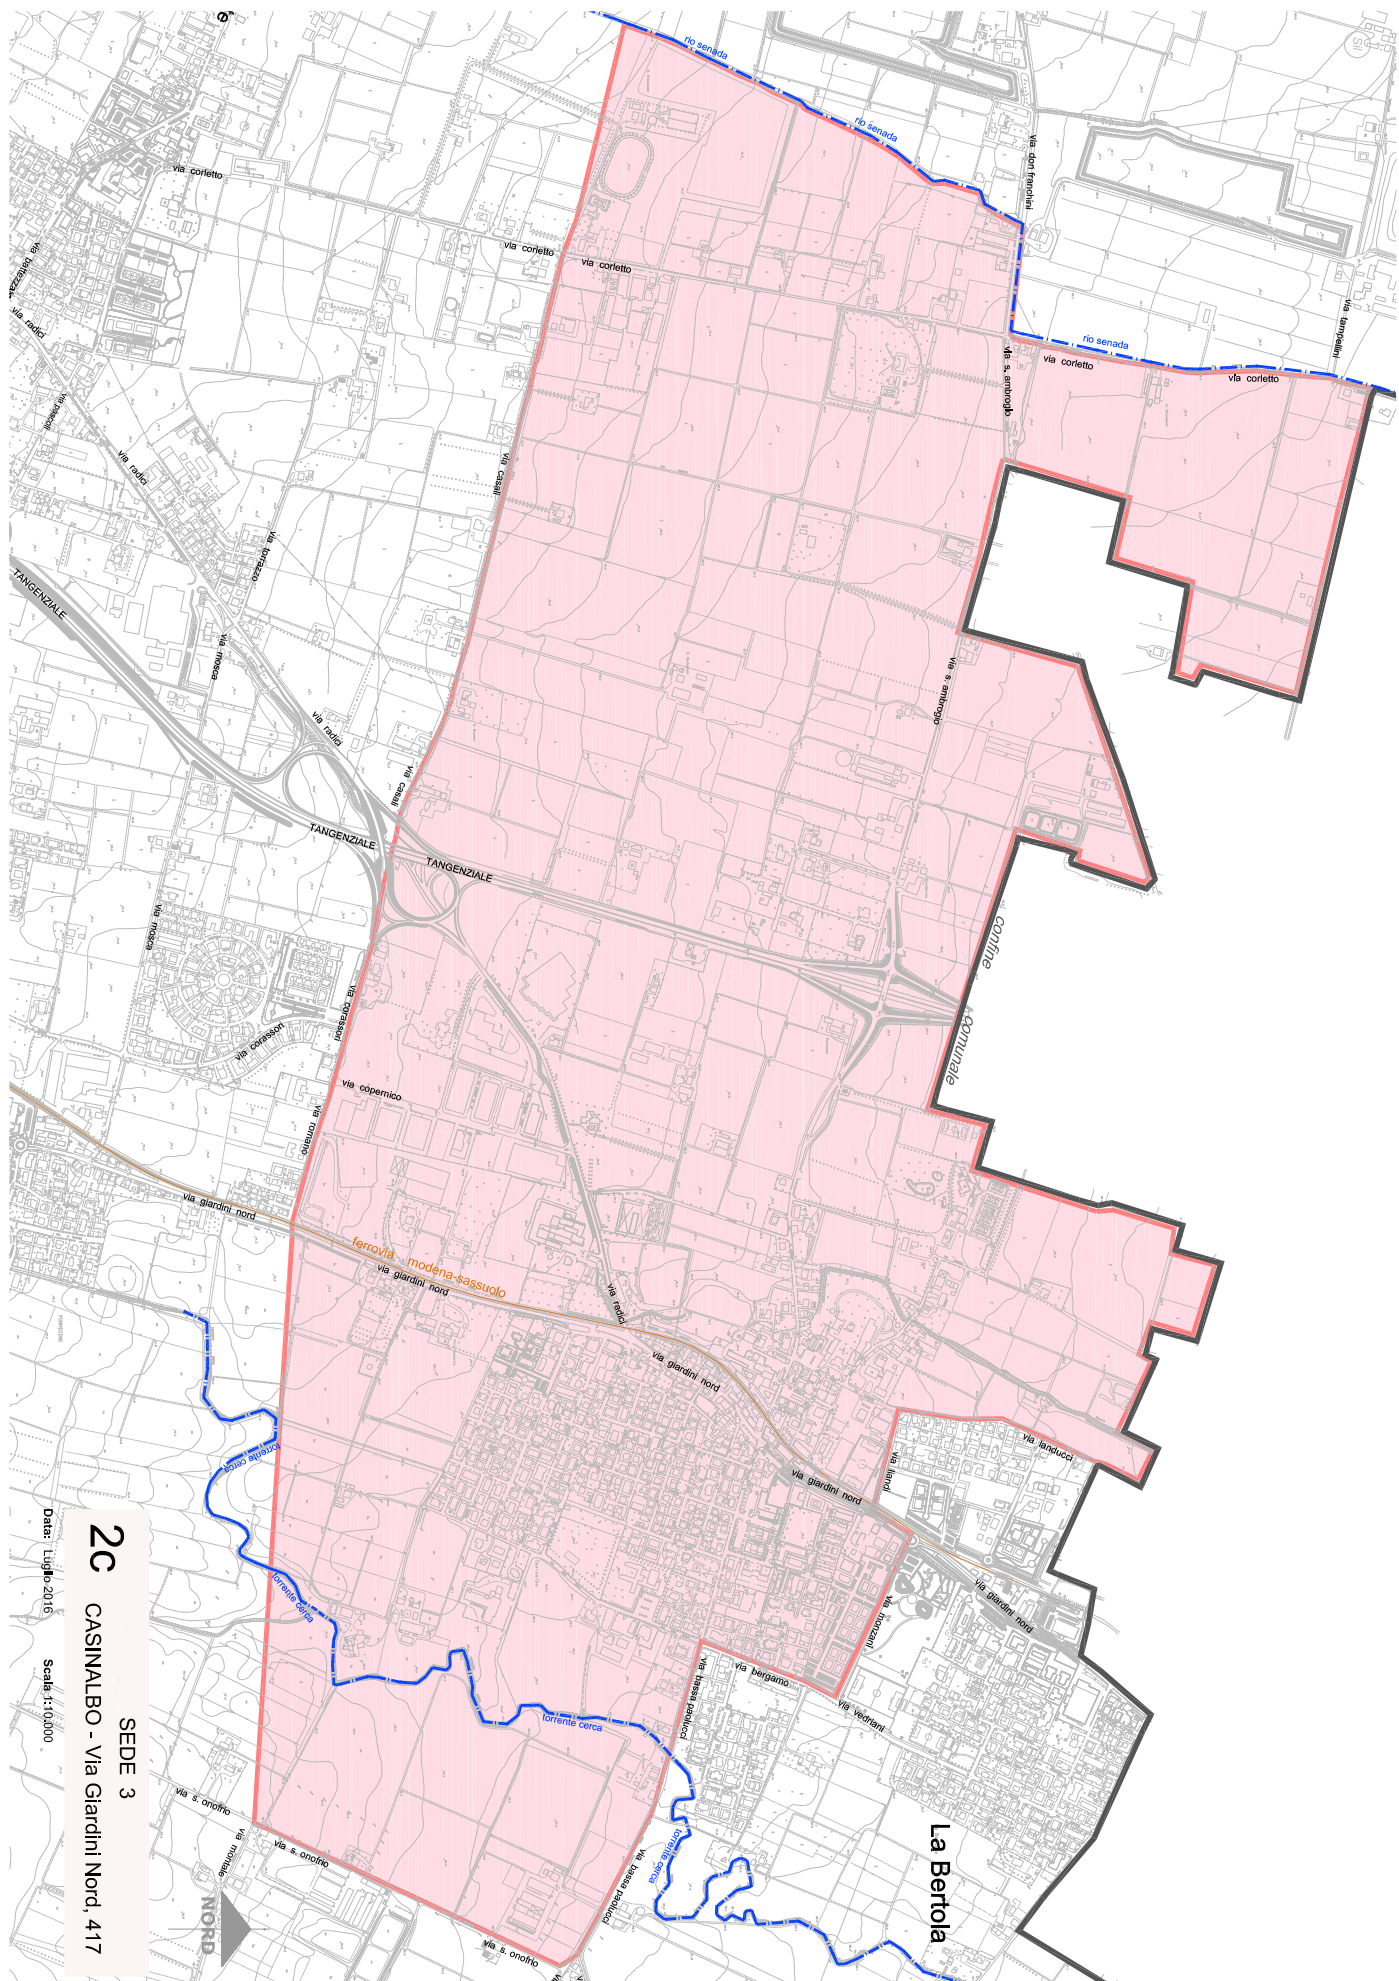 rio senada
rio senada
via don franchini
via corletto
via corletto
via corletto
via tampellini
rio senada
via corletto
via corletto
via s. ambrogio
via radici
via pascoli
via radici
via casali
via torrazzo
TANGENZIALE
via mosca
via s. ambrogio
via radici
via casali
TANGENZIALE
TANGENZIALE
via mosca
confine
comunale
via corassori
via corassori
via copernico
via romano
via giardini nord
ferrovia modena-sassuolo
via giardini nord
via radici
via giardini nord
via landucci
via giardini nord
torrente cerca
torrente cerca
via giardini nord
via monzani
via bergamo
via bassa paolucci
via vedriani
torrente cerca
torrente cerca
La Bertola
via s. onofrio
via montale
via s. onofrio
via bassa paolucci
via s. onofrio
NORD
SEDE 3
2c CASINALBO - Via Giardini Nord, 417
Data: Luglio 2016 Scala 1:10.000